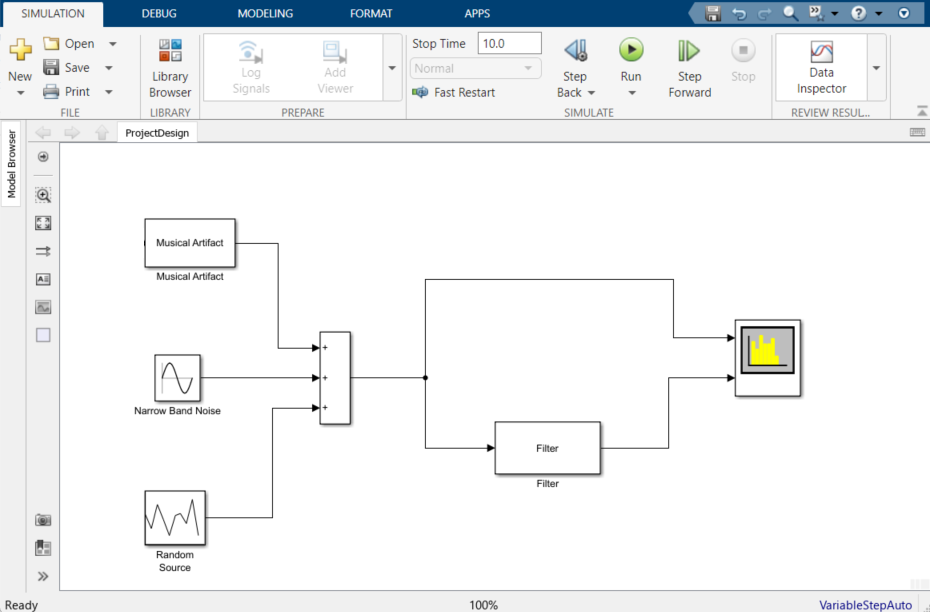 SIMULATION DEBUG MODELING FORMAT APPS
New
Open
Save
Print
FILE
Library
Browser
LIBRARY
Log
Signals
Add
Viewer
PREPARE
Stop Time 10.0
Normal
Fast Restart
Step
Back
Run
Step
Forward
Stop
SIMULATE
Data
Inspector
REVIEW RESUL...
Model Browser
ProjectDesign
Musical Artifact
Musical Artifact
Narrow Band Noise
Random
Source
+
+
+
Filter
Filter
Ready 100% VariableStepAuto